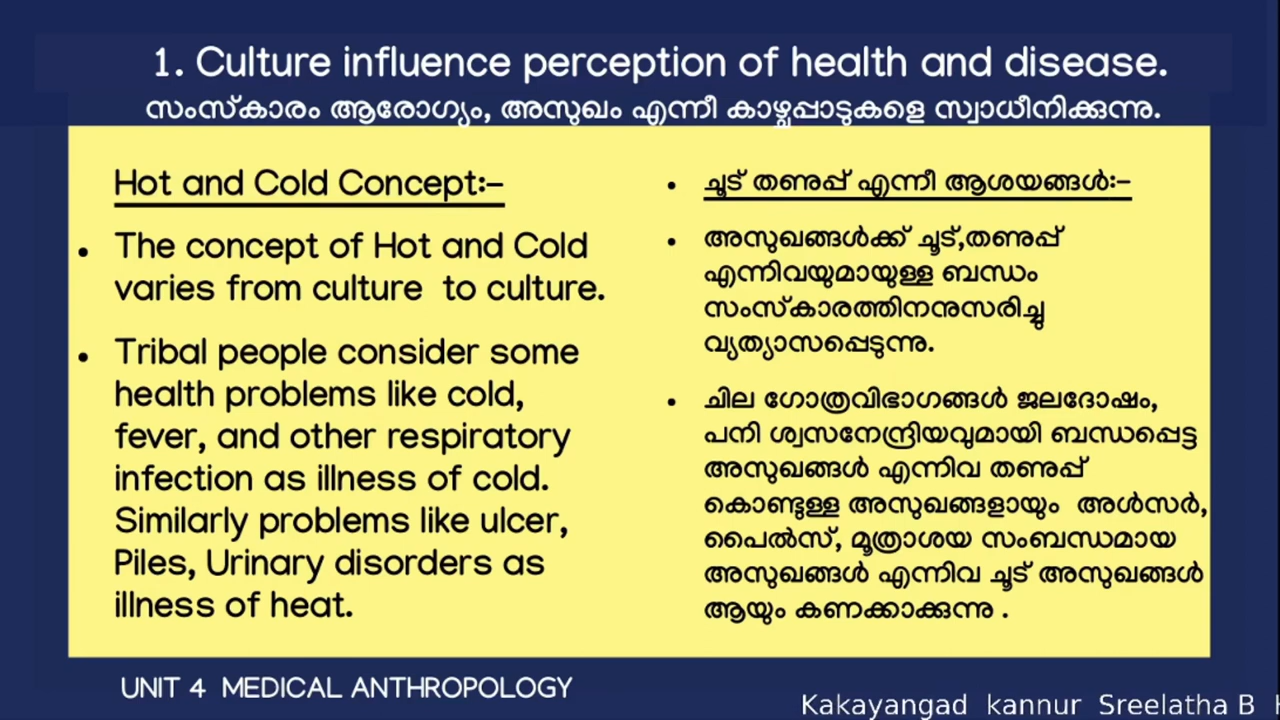 1. Culture influence perception of health and disease.
സംസ്കാരം ആരോഗ്യം, അസുഖം എന്നീ കാഴ്ചപ്പാടുകളെ സ്വാധീനിക്കുന്നു.
Hot and Cold Concept:-
• The concept of Hot and Cold
varies from culture to culture.
• Tribal people consider some
health problems like cold,
fever, and other respiratory
infection as illness of cold.
Similarly problems like ulcer,
Piles, Urinary disorders as
illness of heat.
• ചൂട് തണുപ്പ് എന്നീ ആശയങ്ങൾ:-
• അസുഖങ്ങൾക്ക് ചൂട്,തണുപ്പ്
എന്നിവയുമായുള്ള ബന്ധം
സംസ്കാരത്തിനനുസരിച്ചു
വ്യത്യാസപ്പെടുന്നു.
• ചില ഗോത്രവിഭാഗങ്ങൾ ജലദോഷം,
പനി ശ്വസനേന്ദ്രിയവുമായി ബന്ധപ്പെട്ട
അസുഖങ്ങൾ എന്നിവ തണുപ്പ്
കൊണ്ടുള്ള അസുഖങ്ങളായും അൾസർ,
പൈൽസ്, മൂത്രാശയ സംബന്ധമായ
അസുഖങ്ങൾ എന്നിവ ചൂട് അസുഖങ്ങൾ
ആയും കണക്കാക്കുന്നു .
UNIT 4 MEDICAL ANTHROPOLOGY
Kakayangad kannur Sreelatha B